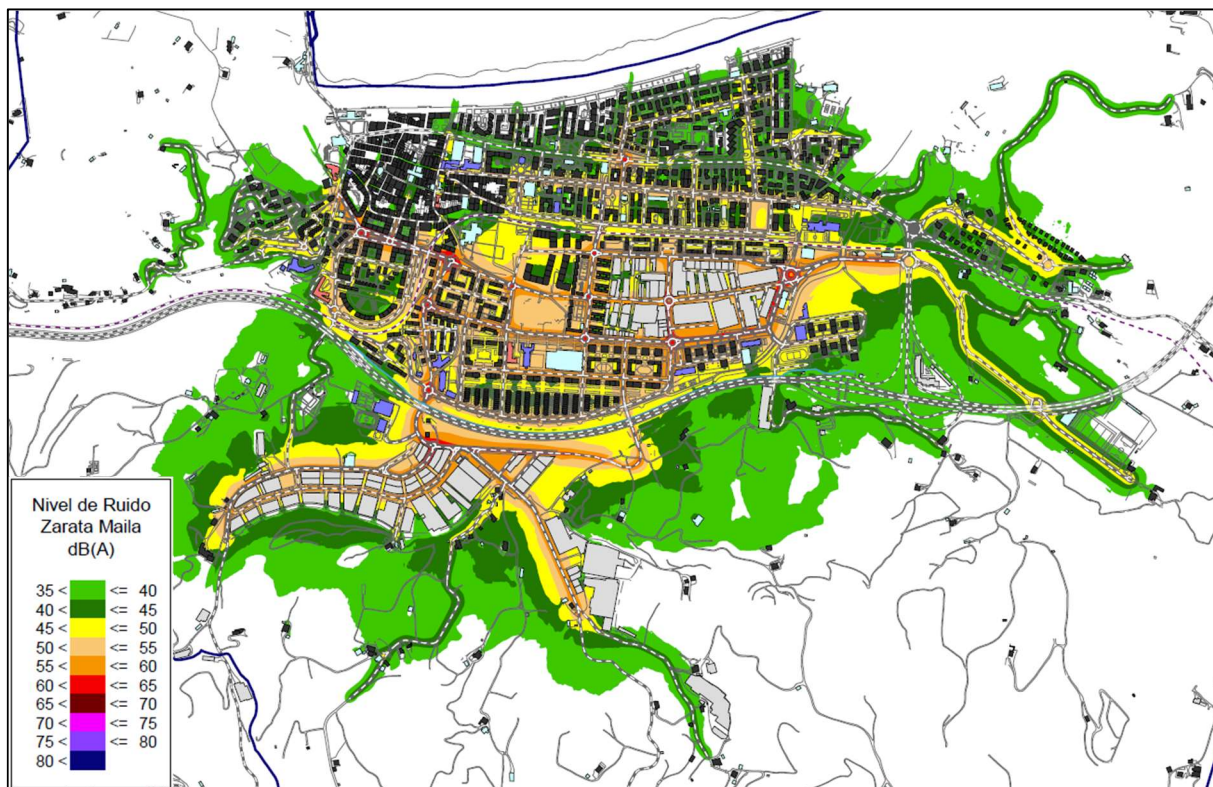 Nivel de Ruido
Zarata Maila
dB(A)
35 < <= 40
40 < <= 45
45 < <= 50
50 < <= 55
55 < <= 60
60 < <= 65
65 < <= 70
70 < <= 75
75 < <= 80
80 <